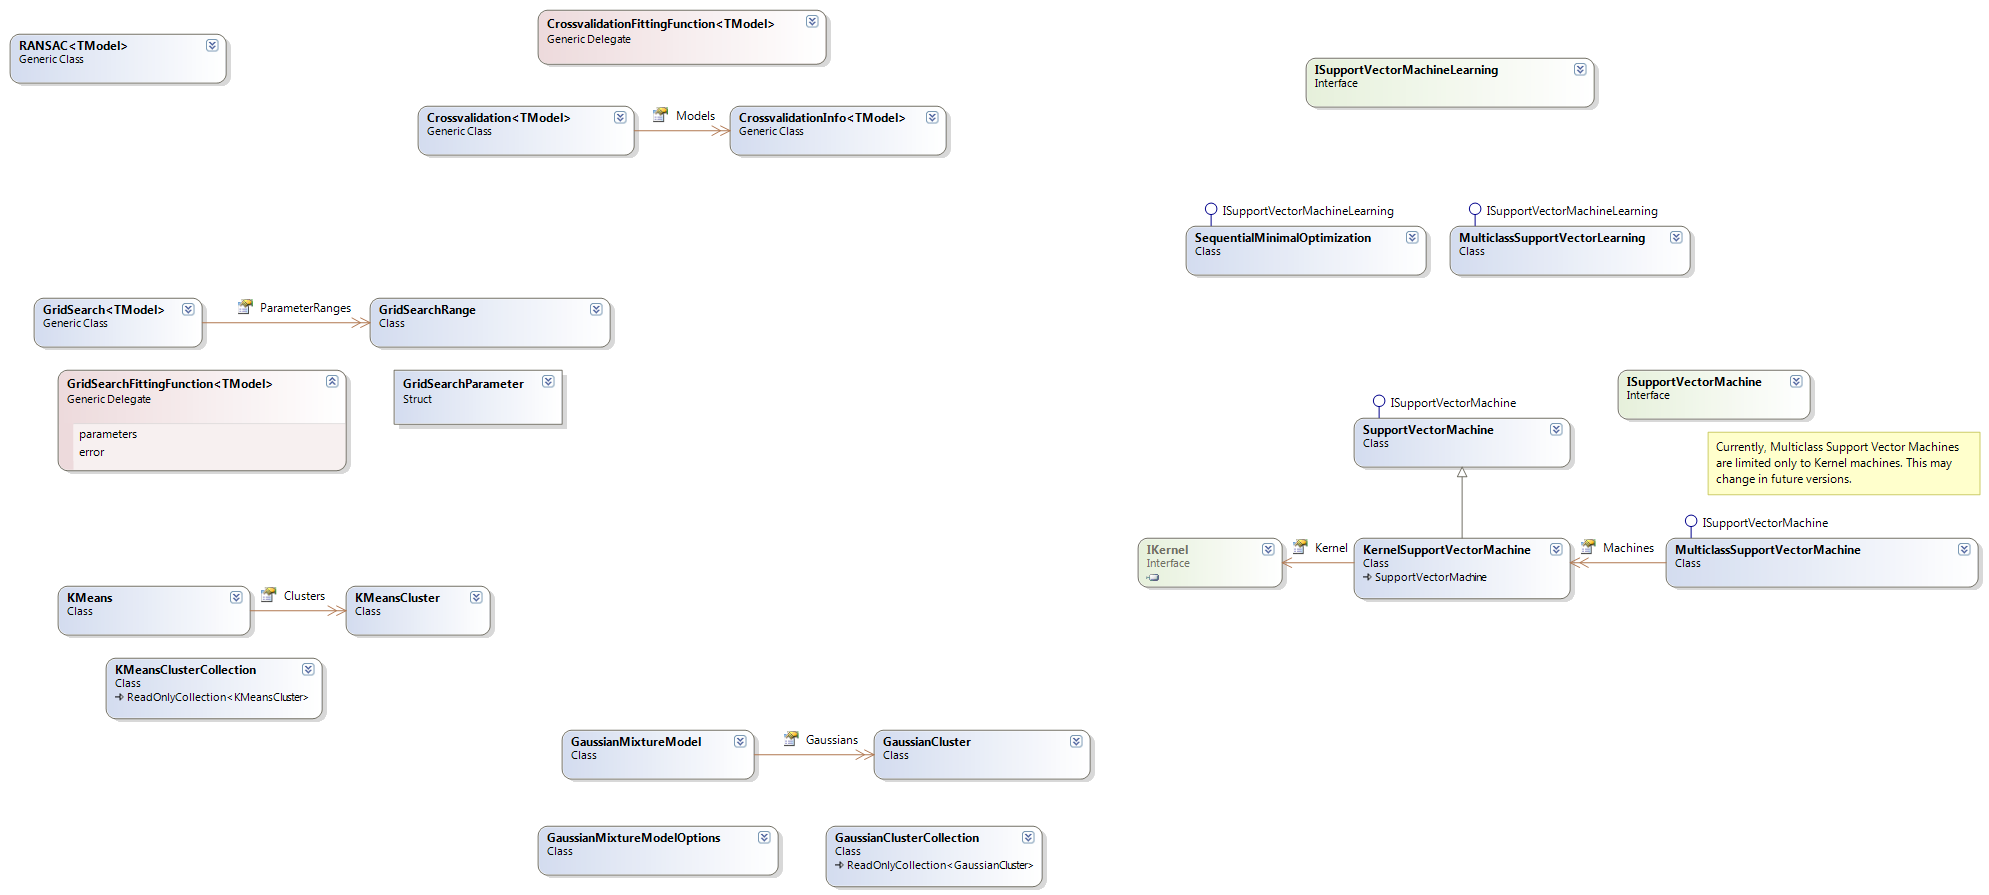 RANSAC<TModel>
Generic Class
CrossvalidationFittingFunction<TModel>
Generic Delegate
Crossvalidation<TModel>
Generic Class
Models
CrossvalidationInfo<TModel>
Generic Class
ISupportVectorMachineLearning
Interface
ISupportVectorMachineLearning
SequentialMinimalOptimization
Class
ISupportVectorMachineLearning
MulticlassSupportVectorLearning
Class
GridSearch<TModel>
Generic Class
ParameterRanges
GridSearchRange
Class
GridSearchFittingFunction<TModel>
Generic Delegate
parameters
error
GridSearchParameter
Struct
ISupportVectorMachine
Interface
ISupportVectorMachine
SupportVectorMachine
Class
Currently, Multiclass Support Vector Machines
are limited only to Kernel machines. This may
change in future versions.
IKernel
Interface
Kernel
KernelSupportVectorMachine
Class
SupportVectorMachine
Machines
ISupportVectorMachine
MulticlassSupportVectorMachine
Class
KMeans
Class
Clusters
KMeansCluster
Class
KMeansClusterCollection
Class
ReadOnlyCollection<KMeansCluster>
GaussianMixtureModel
Class
Gaussians
GaussianCluster
Class
GaussianMixtureModelOptions
Class
GaussianClusterCollection
Class
ReadOnlyCollection<GaussianCluster>